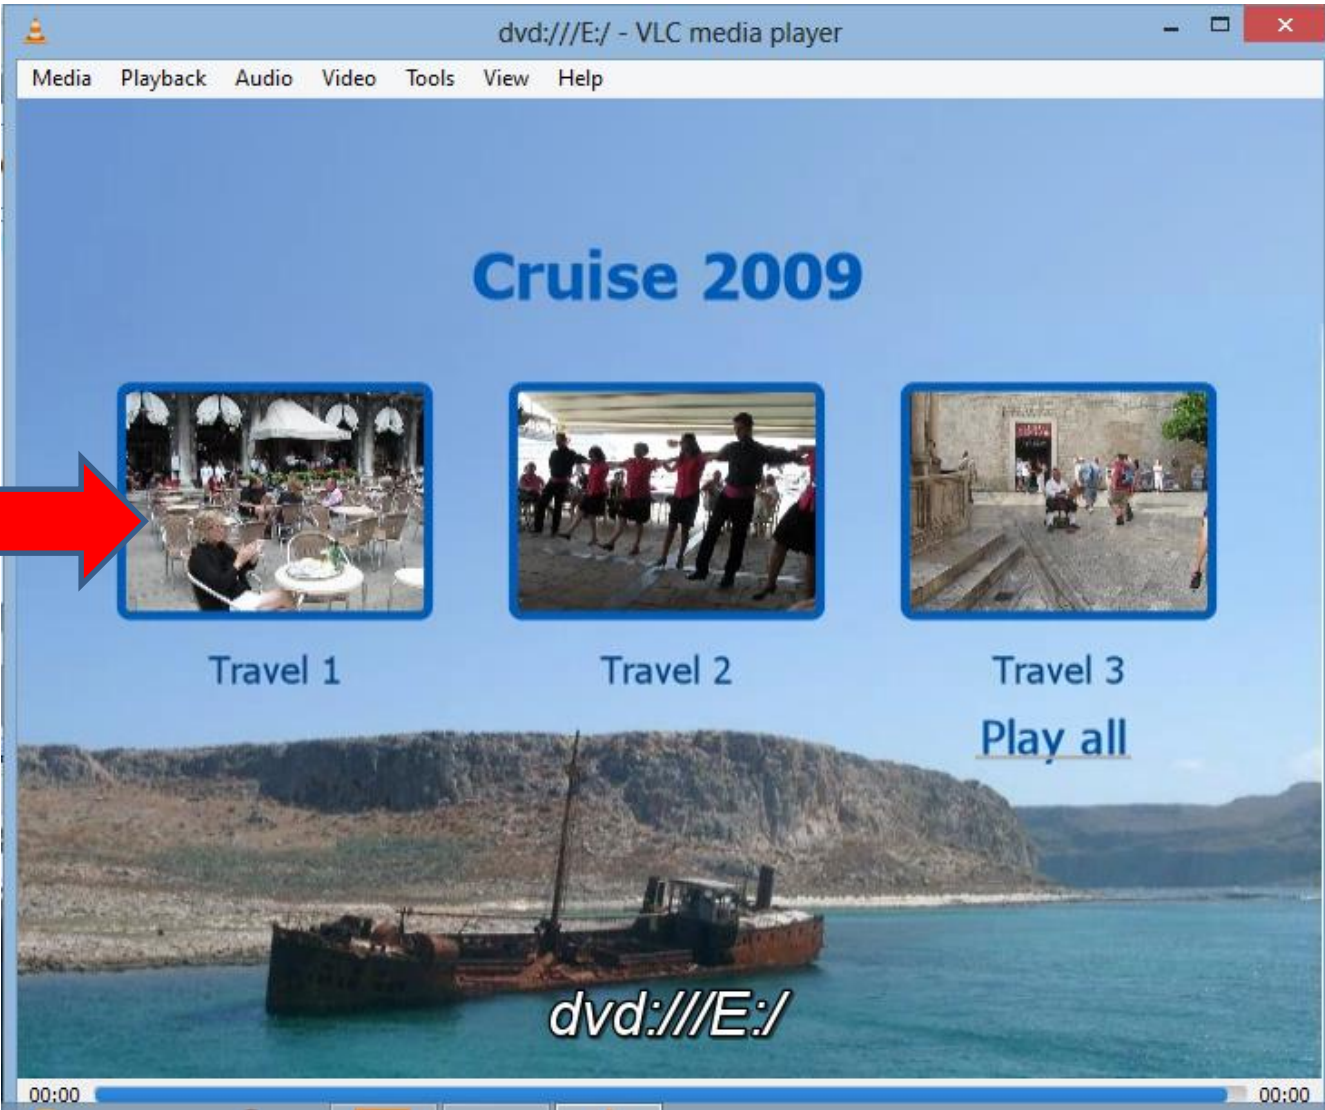 dvd:///E:/ - VLC media player
Media Playback Audio Video Tools View Help
Cruise 2009
Travel 1 Travel 2 Travel 3
Play all
dvd:///E:/
00:00 00:00